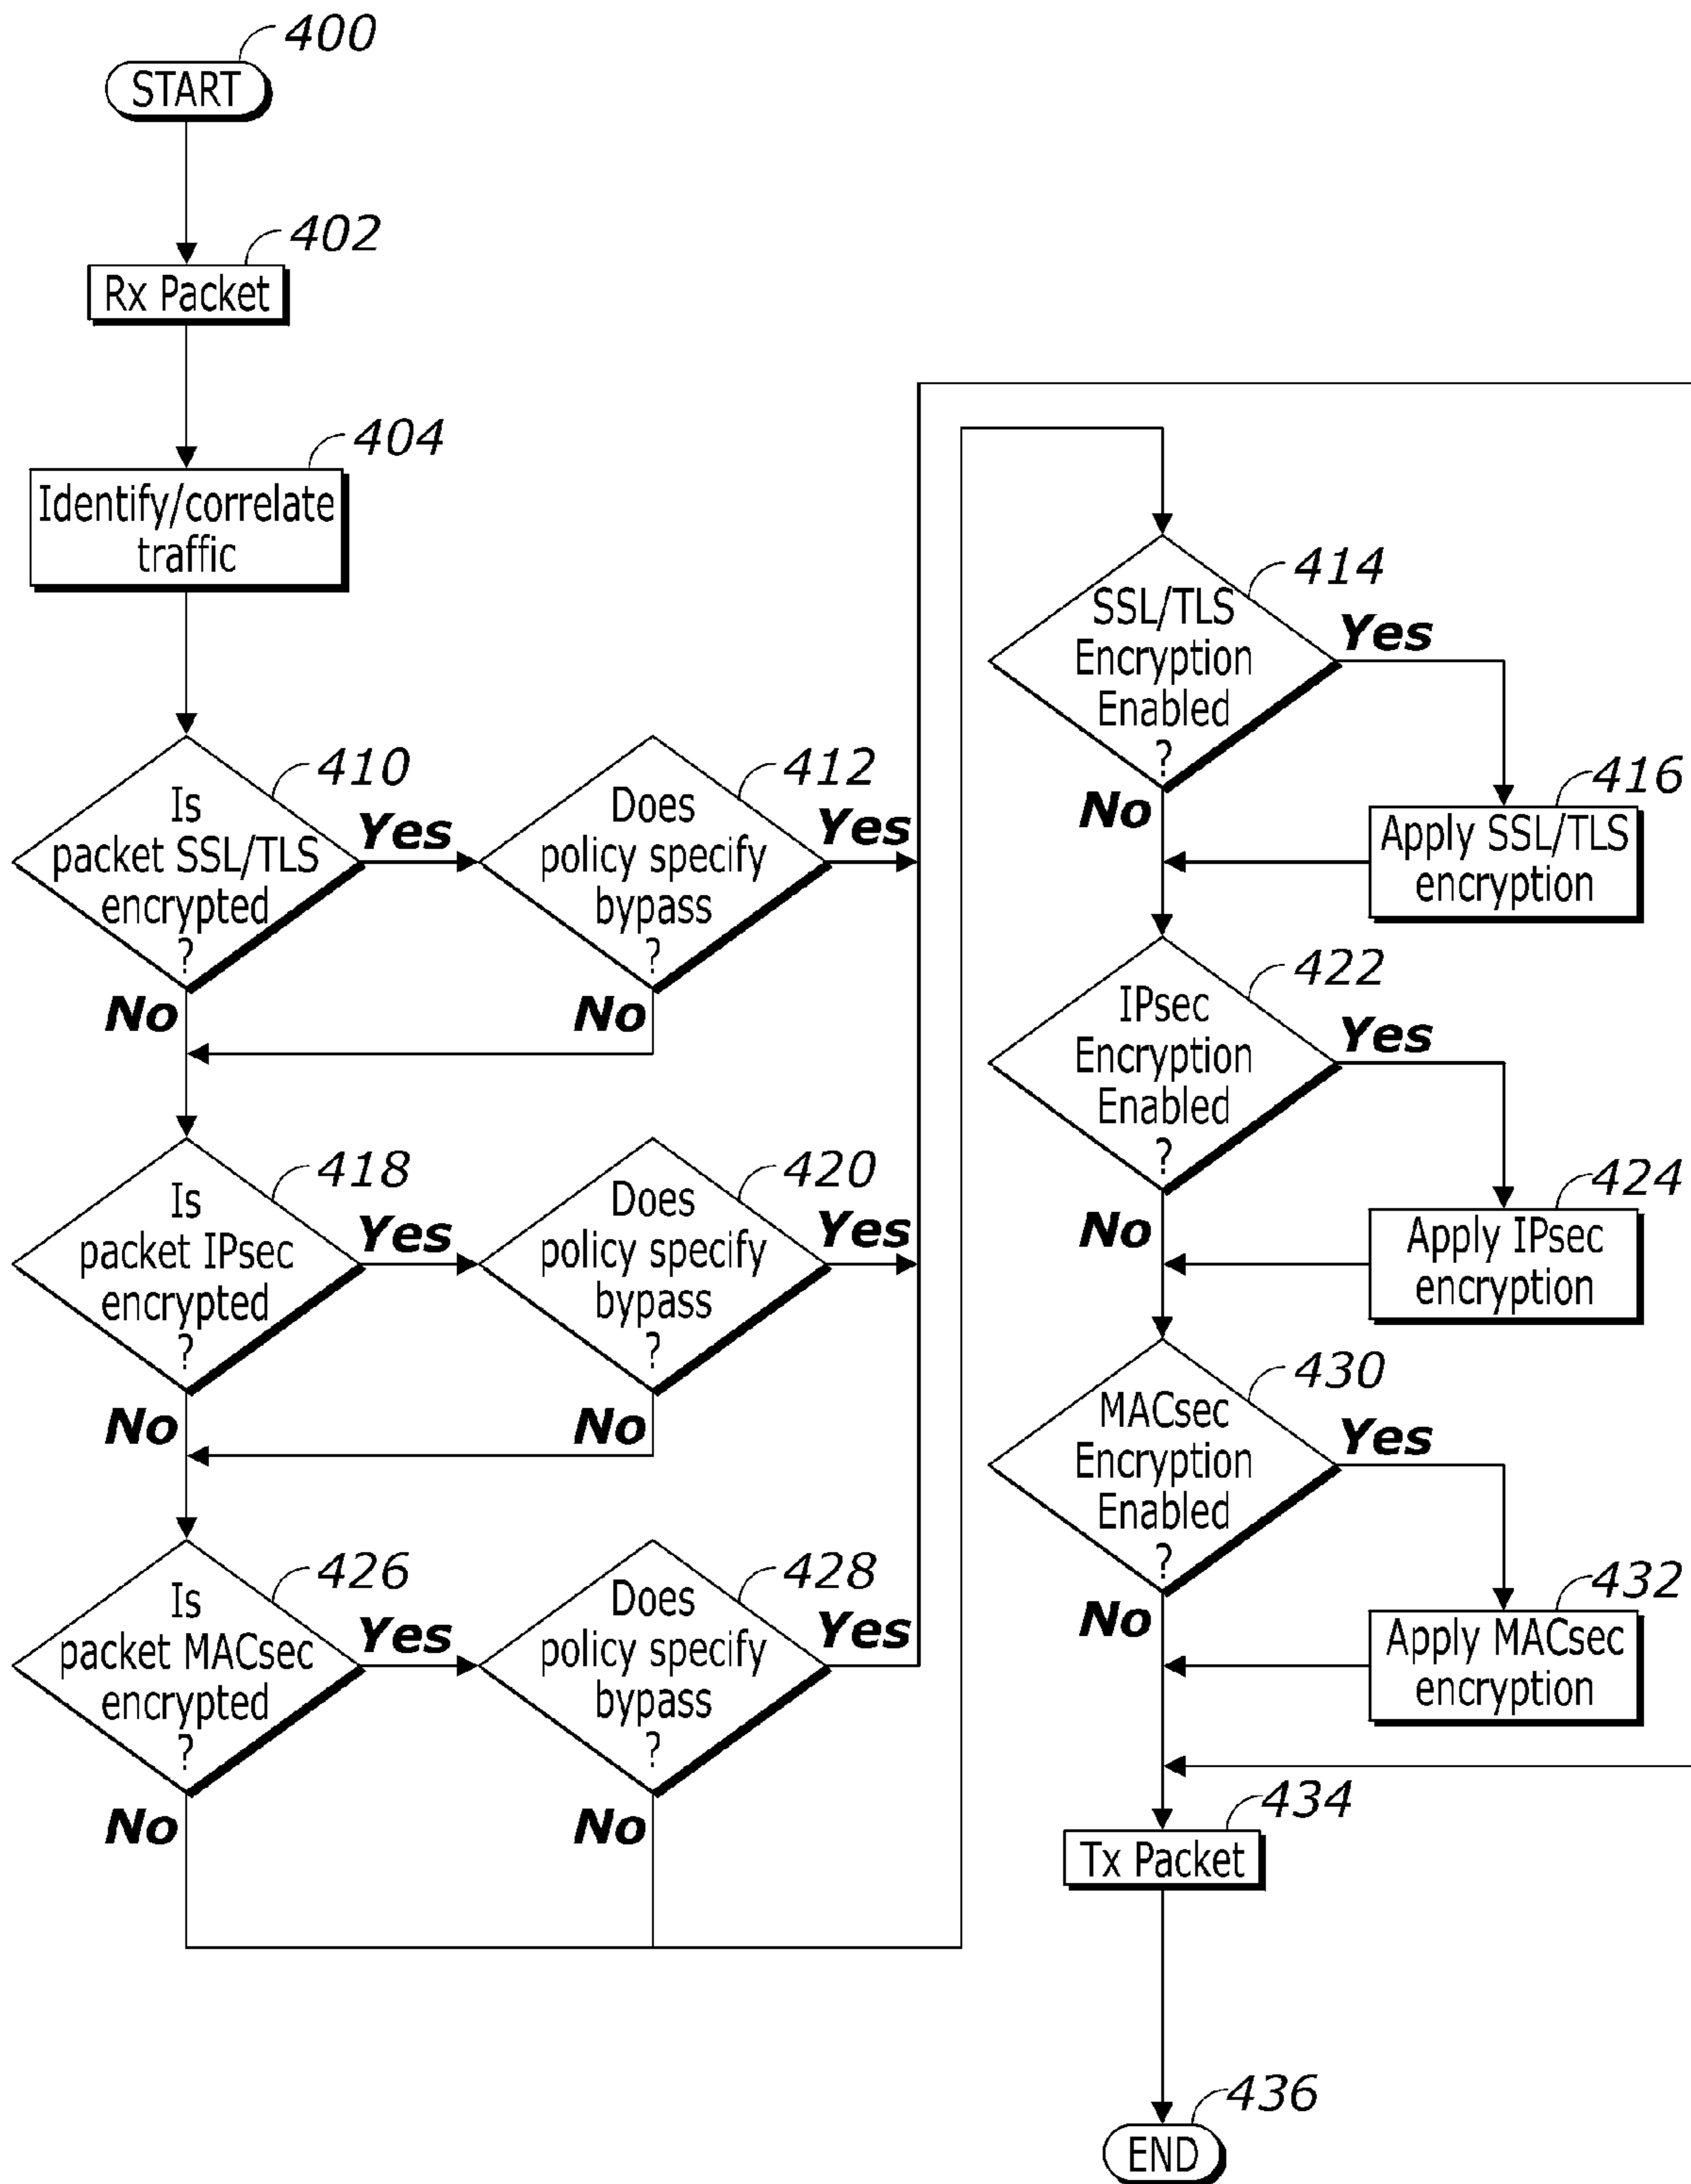 400
START
402
Rx Packet
404
Identify/correlate
traffic
410
Is
packet SSL/TLS
encrypted
?
Yes
No
412
Does
policy specify
bypass
?
Yes
No
418
Is
packet IPsec
encrypted
?
Yes
No
420
Does
policy specify
bypass
?
Yes
No
426
Is
packet MACsec
encrypted
?
Yes
No
428
Does
policy specify
bypass
?
Yes
No
414
SSL/TLS
Encryption
Enabled
?
Yes
No
416
Apply SSL/TLS
encryption
422
IPsec
Encryption
Enabled
?
Yes
No
424
Apply IPsec
encryption
430
MACsec
Encryption
Enabled
?
Yes
No
432
Apply MACsec
encryption
434
Tx Packet
436
END